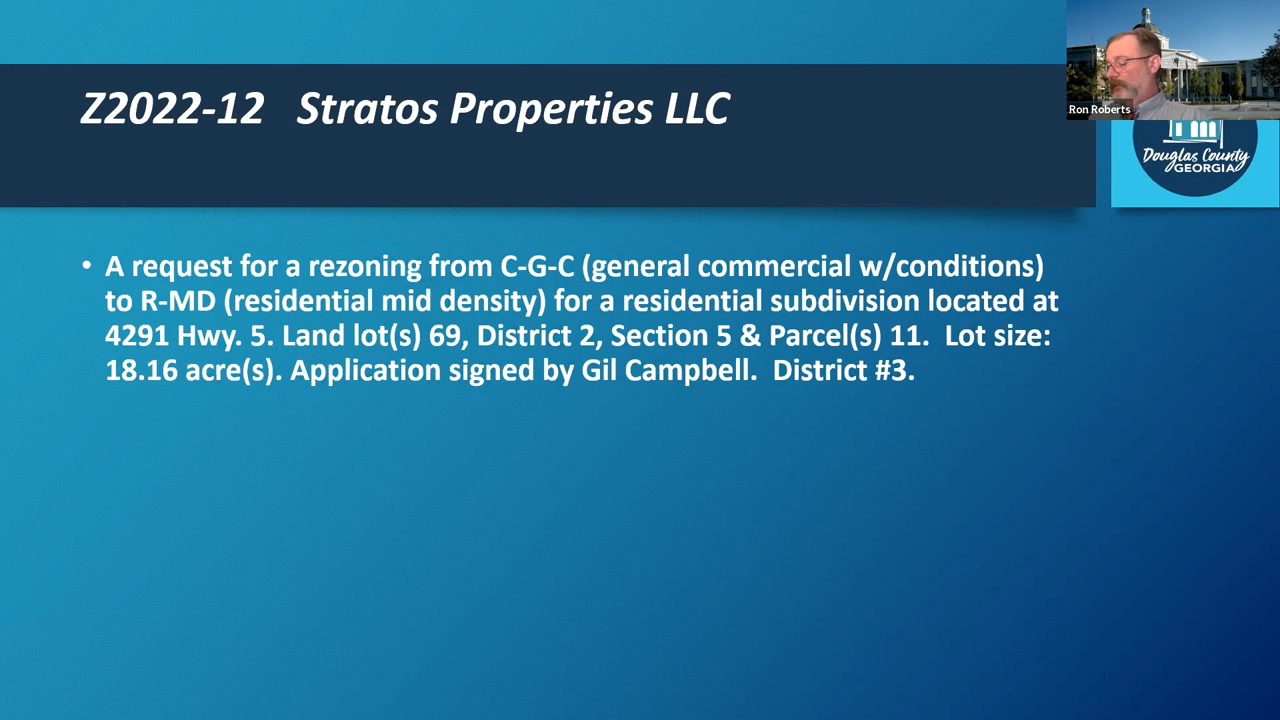 Z2022-12 Stratos Properties LLC
Ron Roberts
Douglas County
GEORGIA
• A request for a rezoning from C-G-C (general commercial w/conditions)
to R-MD (residential mid density) for a residential subdivision located at
4291 Hwy. 5. Land lot(s) 69, District 2, Section 5 & Parcel(s) 11. Lot size:
18.16 acre(s). Application signed by Gil Campbell. District #3.